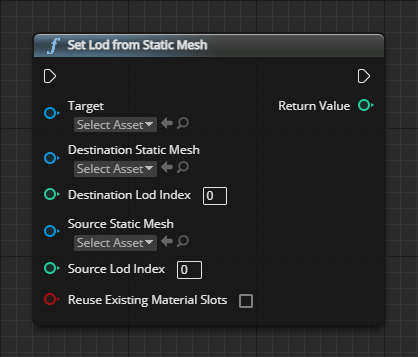 f Set Lod from Static Mesh
Target Return Value
Select Asset
Destination Static Mesh
Select Asset
Destination Lod Index 0
Source Static Mesh
Select Asset
Source Lod Index 0
Reuse Existing Material Slots